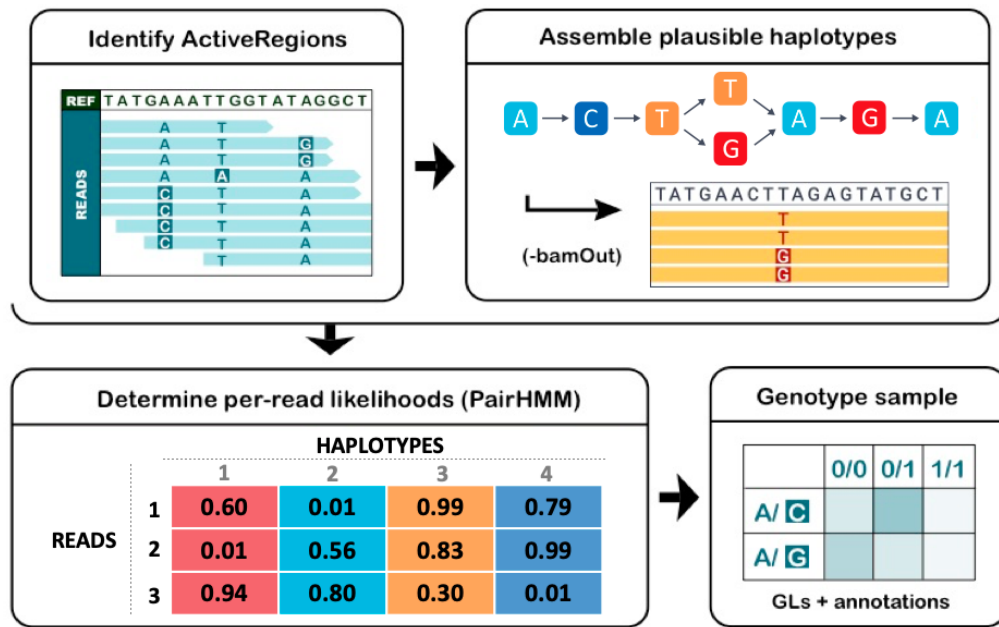 Identify ActiveRegions
REF TATGAAATTGGTATAGGCT
READS
A T
A T G
A T G
A A A
C T A
C T A
C T A
C T A
T A
Assemble plausible haplotypes
T
A C T A G A
G
(-bamOut)
TATGAACTTAGAGTATGCT
T
T
G
G
Determine per-read likelihoods (PairHMM)
HAPLOTYPES
1 2 3 4
READS
1 0.60 0.01 0.99 0.79
2 0.01 0.56 0.83 0.99
3 0.94 0.80 0.30 0.01
Genotype sample
0/0 0/1 1/1
A/ C
A/ G
GLs + annotations